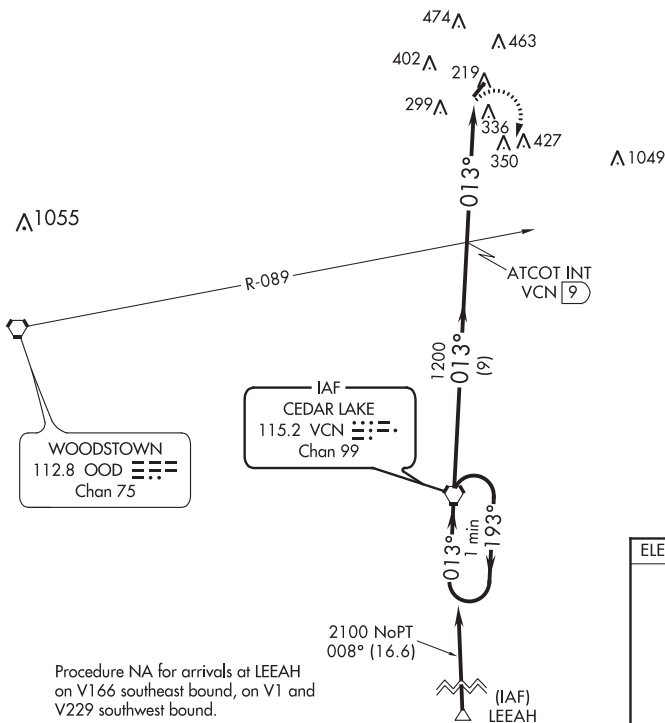 474
463
402
219
299
336
427
350
1049
013°
1055
R-089
ATCOT INT
VCN 9
1200
013°
(9)
IAF
CEDAR LAKE
115.2 VCN
Chan 99
WOODSTOWN
112.8 OOD
Chan 75
013°
1 min
193°
ELE
2100 NoPT
008° (16.6)
Procedure NA for arrivals at LEEAH
on V166 southeast bound, on V1 and
V229 southwest bound.
(IAF)
LEEAH